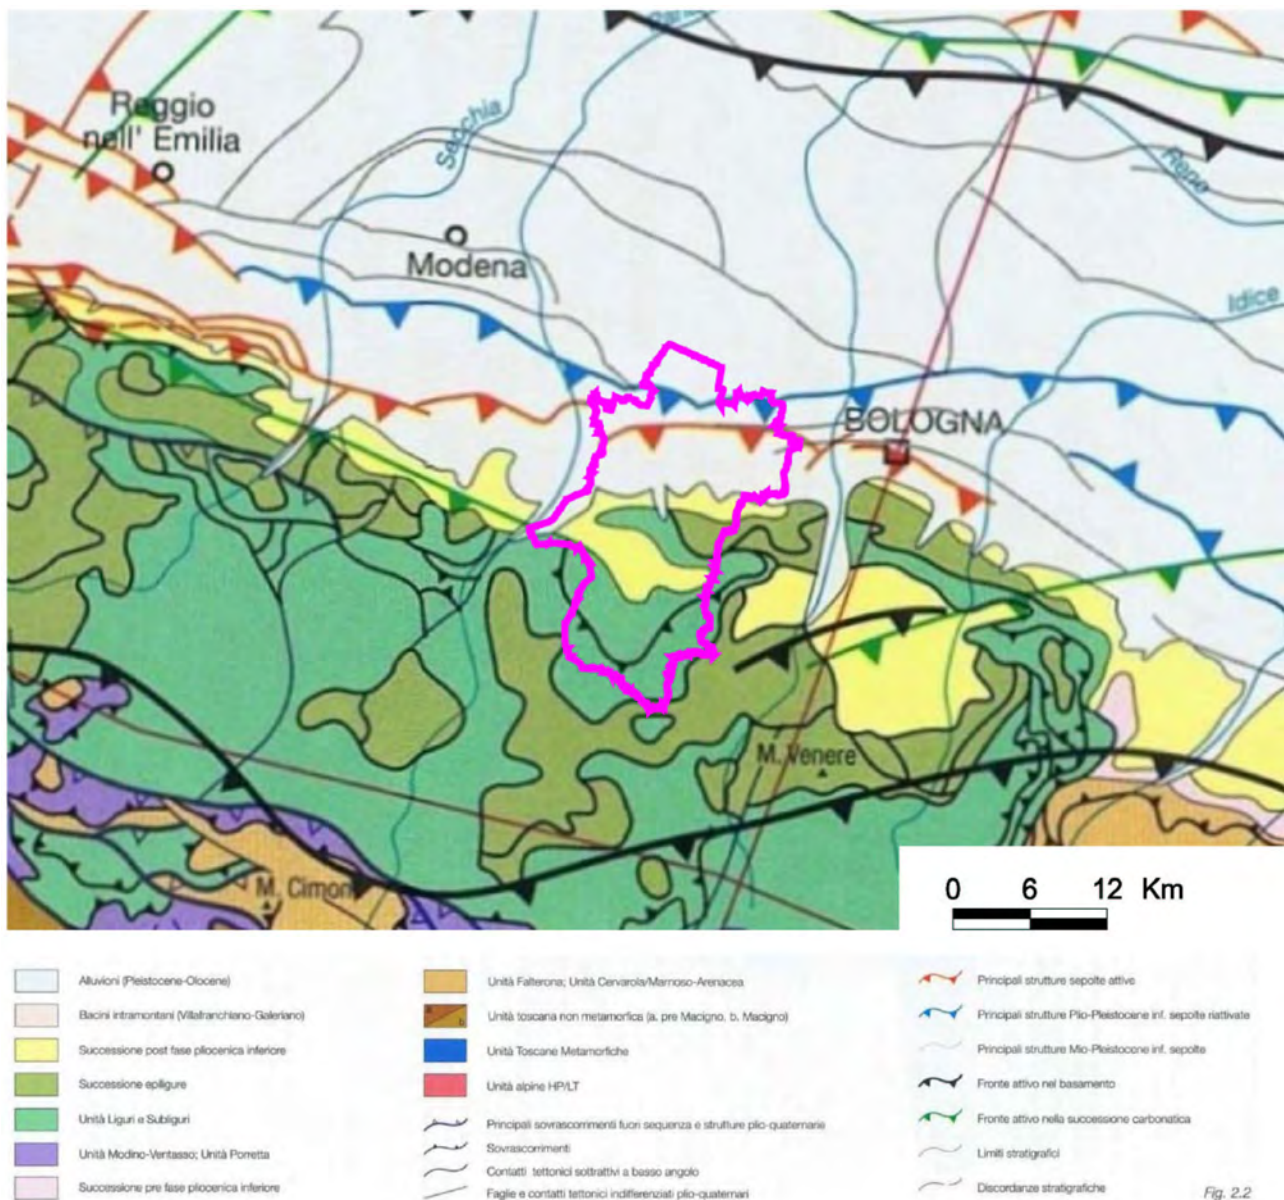 Reggio
nell' Emilia
Secchia
Modena
Reno
Idice
BOLOGNA
M. Venere
M. Cimon
0 6 12 Km
Alluvioni (Pleistocene-Olocene)
Bacini intramontani (Villafranchiano-Galeriano)
Successione post fase pliocenica inferiore
Successione epiligure
Unità Liguri e Subliguri
Unità Modino-Ventasso; Unità Porretta
Successione pre fase pliocenica inferiore
Unità Falterona; Unità Cervarola/Marnoso-Arenacea
Unità toscana non metamorfica (a. pre Macigno, b. Macigno)
a
b
Unità Toscane Metamorfiche
Unità alpine HP/LT
Principali sovrascorrimenti fuori sequenza e strutture plio-quaternarie
Sovrascorrimenti
Contatti tettonici sottrattivi a basso angolo
Faglie e contatti tettonici indifferenziati plio-quaternari
Principali strutture sepolte attive
Principali strutture Plio-Pleistocene inf. sepolte riattivate
Principali strutture Mio-Pleistocene inf. sepolte
Fronte attivo nel basamento
Fronte attivo nella successione carbonatica
Limiti stratigrafici
Discordanze stratigrafiche
Fig. 2.2